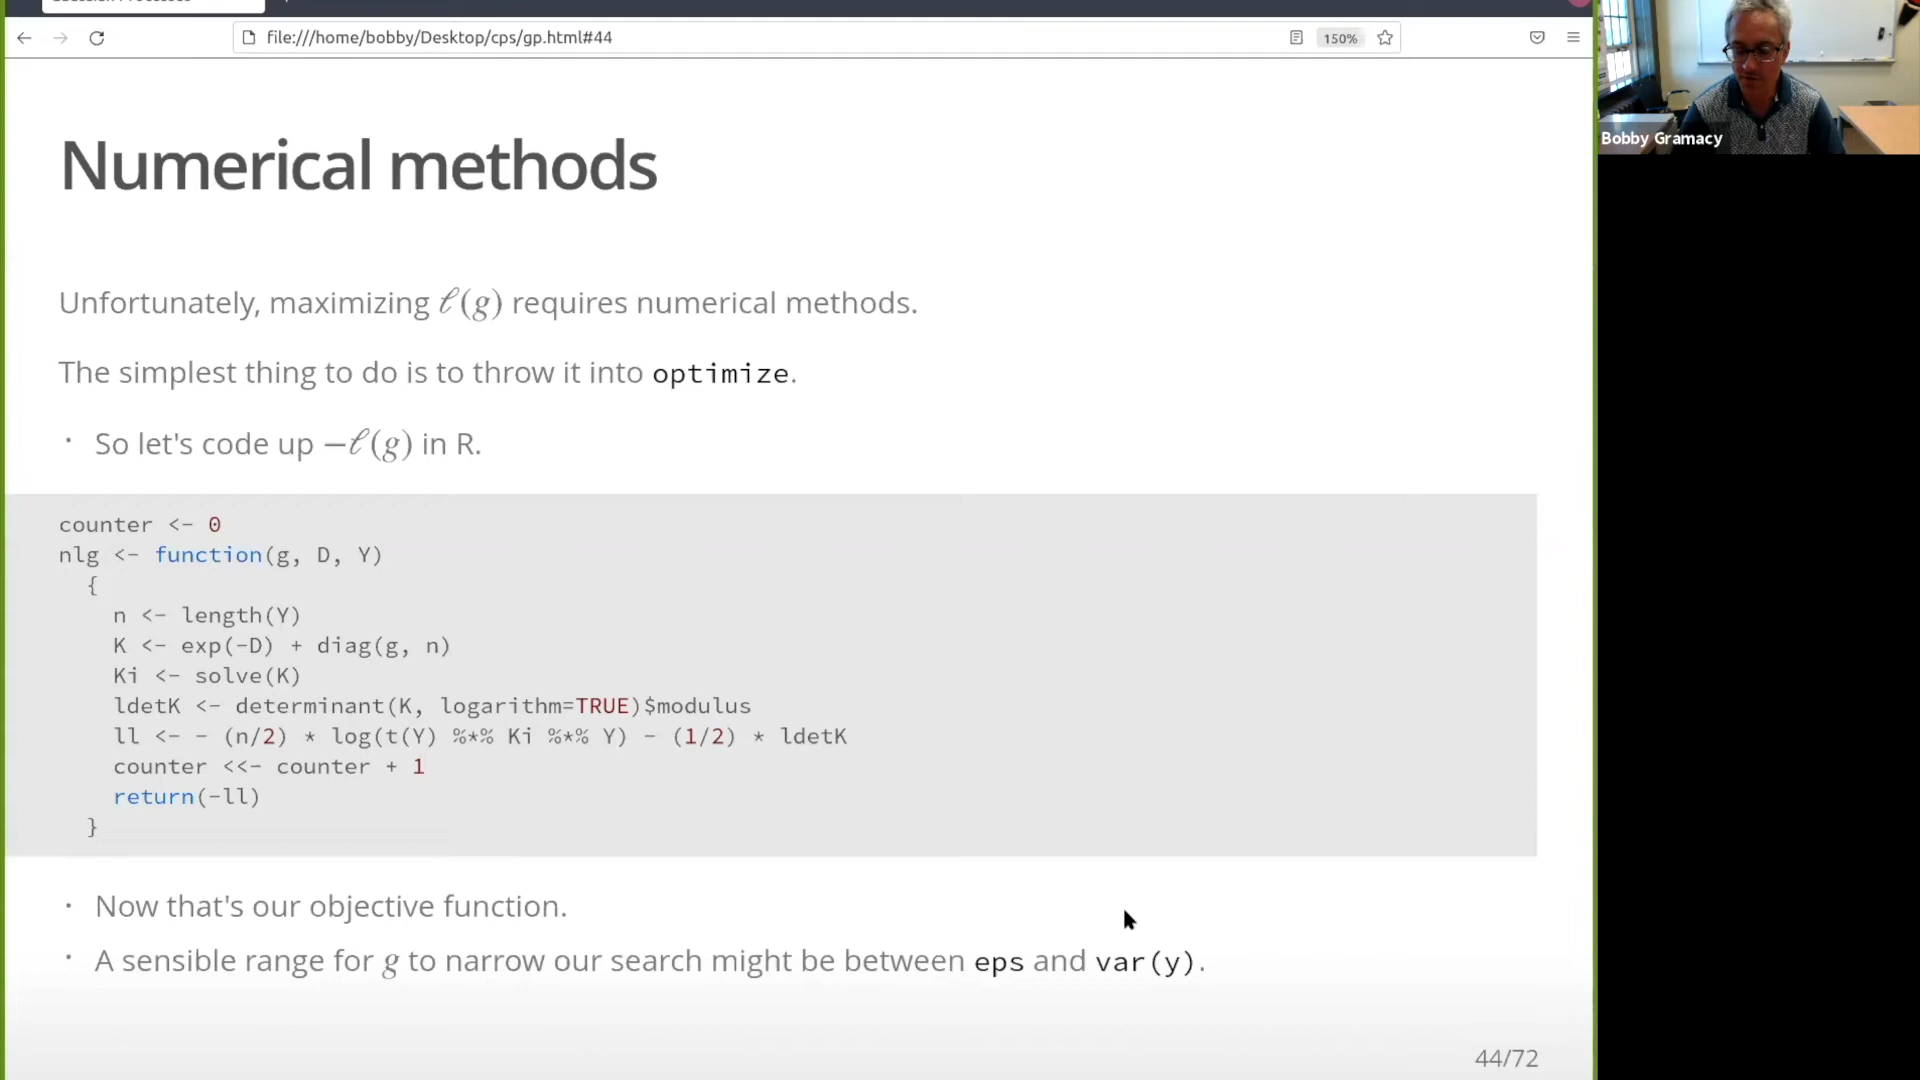 file:///home/bobby/Desktop/cps/gp.html#44
150%
Bobby Gramacy
Numerical methods
Unfortunately, maximizing ℓ(g) requires numerical methods.
The simplest thing to do is to throw it into optimize.
· So let's code up −ℓ(g) in R.
counter <- 0
nlg <- function(g, D, Y)
{
n <- length(Y)
K <- exp(-D) + diag(g, n)
Ki <- solve(K)
ldetK <- determinant(K, logarithm=TRUE)$modulus
ll <- - (n/2) * log(t(Y) %*% Ki %*% Y) - (1/2) * ldetK
counter <<- counter + 1
return(-ll)
}
· Now that's our objective function.
· A sensible range for g to narrow our search might be between eps and var(y).
44/72